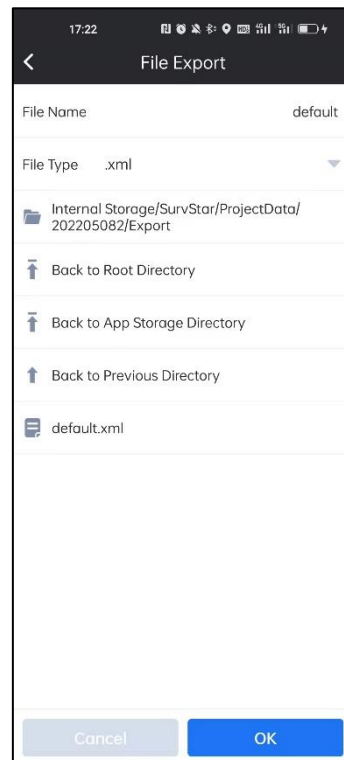 17:22
File Export
File Name default
File Type .xml
Internal Storage/SurvStar/ProjectData/
202205082/Export
Back to Root Directory
Back to App Storage Directory
Back to Previous Directory
default.xml
Cancel OK